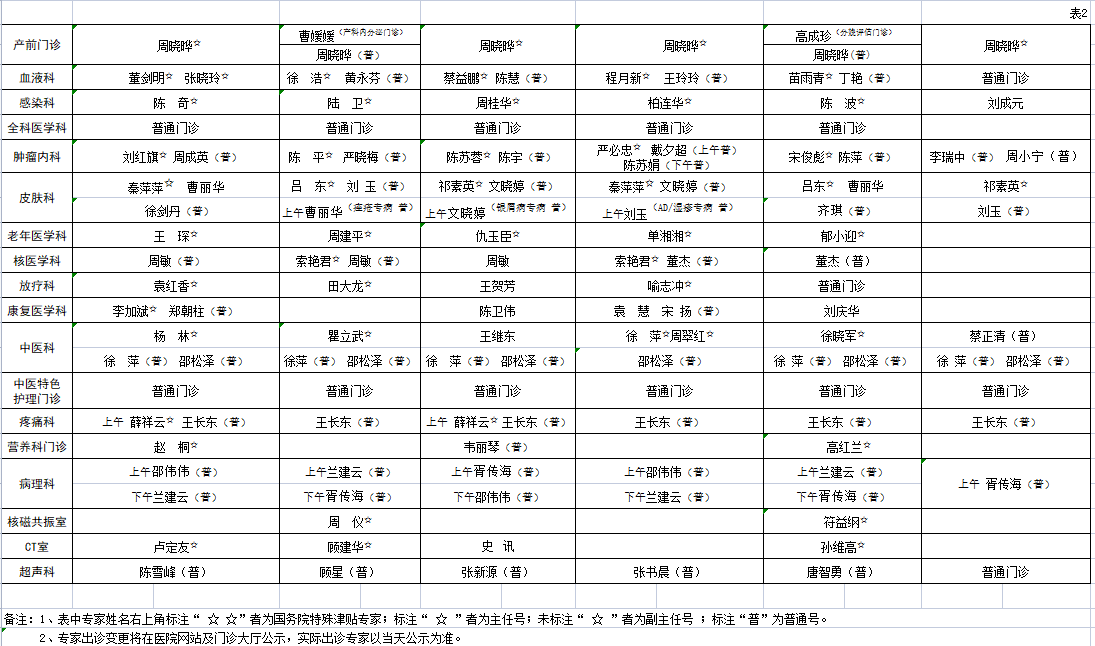 表2
产前门诊 周晓晔☆ 曹媛媛（产科内分泌门诊） 周晓晔☆ 周晓晔☆ 高成珍（分娩评估门诊） 周晓晔☆
周晓晔（普） 周晓晔(普）
血液科 董剑明☆ 张晓玲☆ 徐 浩☆ 黄永芬（普） 蔡益鹏☆ 陈慧（普） 程月新☆ 王玲玲（普） 苗雨青☆ 丁艳（普） 普通门诊
感染科 陈 奇☆ 陆 卫☆ 周桂华☆ 柏连华☆ 陈 波☆ 刘成元
全科医学科 普通门诊 普通门诊 普通门诊 普通门诊 普通门诊
肿瘤内科 刘红旗☆ 周成英（普） 陈 平☆ 严晓梅（普） 陈苏蓉☆ 陈宇（普） 严必忠☆ 戴夕超（上午普） 宋俊彪☆ 陈萍（普） 李瑞中（普） 周小宁（普）
陈苏娟（下午普）
皮肤科 秦萍萍☆ 曹丽华 吕 东☆ 刘 玉（普） 祁素英☆ 文晓婷（普） 秦萍萍☆ 文晓婷（普） 吕东☆ 曹丽华 祁素英☆
徐剑丹（普） 上午曹丽华（痤疮专病 普） 上午文晓婷（银屑病专病 普） 上午刘玉（AD/湿疹专病 普） 齐琪（普） 刘玉（普）
老年医学科 王 琛☆ 周建平☆ 仇玉臣☆ 单湘湘☆ 郁小迎☆
核医学科 周敏（普） 索艳君☆ 周敏（普） 周敏 索艳君☆ 董杰（普） 董杰（普）
放疗科 袁红香☆ 田大龙☆ 王贺芳 喻志冲☆ 普通门诊
康复医学科 李加斌☆ 郑朝柱（普） 陈卫伟 袁 慧 宋 扬（普） 刘庆华
中医科 杨 林☆ 瞿立武☆ 王继东 徐 萍☆周翠红☆ 徐晓军☆ 蔡正清（普）
徐 萍（普） 邵松泽（普） 徐萍（普） 邵松泽（普） 徐 萍（普） 邵松泽（普） 邵松泽（普） 徐 萍（普） 邵松泽（普） 徐 萍（普） 邵松泽（普）
中医特色
护理门诊 普通门诊 普通门诊 普通门诊 普通门诊 普通门诊 普通门诊
疼痛科 上午 薛祥云☆ 王长东（普） 王长东（普） 上午 薛祥云☆ 王长东（普） 王长东（普） 王长东（普） 王长东（普）
营养科门诊 赵 桐☆ 韦丽琴（普） 高红兰☆
病理科 上午邵伟伟（普） 上午兰建云（普） 上午胥传海（普） 上午邵伟伟（普） 上午兰建云（普） 上午 胥传海（普）
下午兰建云（普） 下午胥传海（普） 下午邵伟伟（普） 下午兰建云（普） 下午胥传海（普）
核磁共振室 周 仪☆ 符益纲☆
CT室 卢定友☆ 顾建华☆ 史 讯 孙维高☆
超声科 陈雪峰（普） 顾星（普） 张新源（普） 张书晨（普） 唐智勇（普） 普通门诊
备注：1、表中专家姓名右上角标注“ ☆ ☆”者为国务院特殊津贴专家；标注“ ☆ ”者为主任号；未标注“ ☆ ”者为副主任号 ；标注“普”为普通号。
2、专家出诊变更将在医院网站及门诊大厅公示，实际出诊专家以当天公示为准。